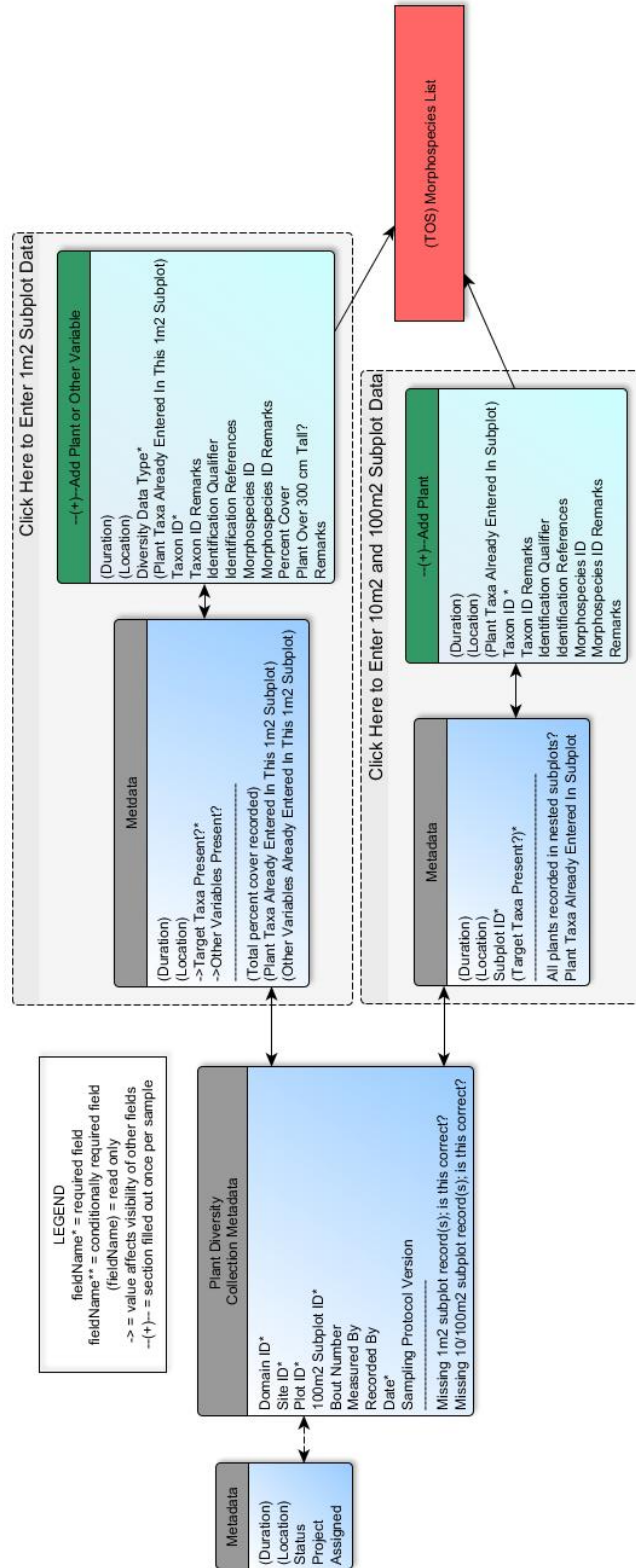 Metadata
(Duration)
(Location)
Status
Project
Assigned
LEGEND
fieldName* = required field
fieldName** = conditionally required field
(fieldName) = read only
-> = value affects visibility of other fields
--(+)-- = section filled out once per sample
Plant Diversity
Collection Metadata
Domain ID*
Site ID*
Plot ID*
100m2 Subplot ID*
Bout Number
Measured By
Recorded By
Date*
Sampling Protocol Version
-------------------------
Missing 1m2 subplot record(s); is this correct?
Missing 10/100m2 subplot record(s); is this correct?
Click Here to Enter 1m2 Subplot Data
Metdata
(Duration)
(Location)
->Target Taxa Present?*
->Other Variables Present?
------------------------------
(Total percent cover recorded)
(Plant Taxa Already Entered In This 1m2 Subplot)
(Other Variables Already Entered In This 1m2 Subplot)
--(+)--Add Plant or Other Variable
(Duration)
(Location)
Diversity Data Type*
(Plant Taxa Already Entered In This 1m2 Subplot)
Taxon ID*
Taxon ID Remarks
Identification Qualifier
Identification References
Morphospecies ID
Morphospecies ID Remarks
Percent Cover
Plant Over 300 cm Tall?
Remarks
Click Here to Enter 10m2 and 100m2 Subplot Data
Metadata
(Duration)
(Location)
Subplot ID*
(Target Taxa Present?)*
------------------------------
All plants recorded in nested subplots?
Plant Taxa Already Entered In Subplot
--(+)--Add Plant
(Duration)
(Location)
(Plant Taxa Already Entered In Subplot)
Taxon ID *
Taxon ID Remarks
Identification Qualifier
Identification References
Morphospecies ID
Morphospecies ID Remarks
Remarks
(TOS) Morphospecies List